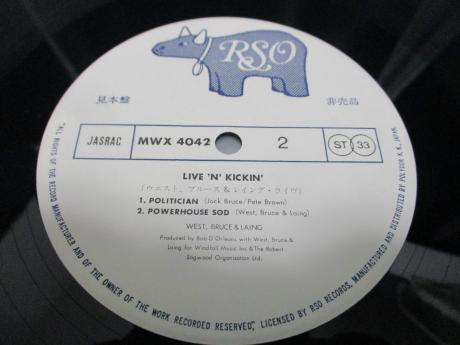 RSO
見本盤
非売品
JASRAC
MWX 4042
2
ST 33
LIVE 'N' KICKIN'
「ウエスト、ブルース&レイング・ライヴ」
1. POLITICIAN (Jack Bruce/Pete Brown)
2. POWERHOUSE SOD (West, Bruce & Laing)
WEST, BRUCE & LAING
Produced by Bob D'Orleans with West, Bruce &
Laing for Windfall Music Inc & The Robert
Stigwood Organisation Ltd.
"ALL RIGHTS OF THE RECORD MANUFACTURER AND OF THE OWNER OF THE WORK RECORDED RESERVED", LICENSED BY RSO RECORDS, MANUFACTURED AND DISTRIBUTED BY POLYDOR K. K., JAPAN.